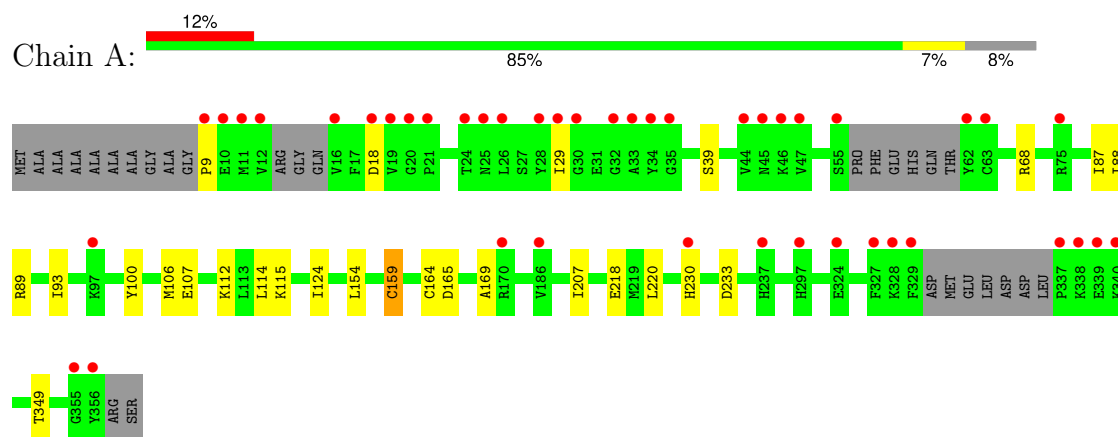 12%
Chain A:
85% 7% 8%
MET ALA ALA ALA ALA ALA ALA GLY ALA GLY P9 E10 M11 V12 ARG GLY GLN V16 F17 D18 V19 G20 P21 T24 N25 L26 S27 Y28 I29 G30 E31 G32 A33 Y34 G35 S39 V44 N45 K46 V47 S55 PRO PHE GLU HIS GLN THR Y62 C63 R68 R75 I87 I88
R89 I93 K97 Y100 M106 E107 K112 L113 L114 K115 I124 L154 C159 C164 D165 A169 R170 V186 I207 E218 M219 L220 H230 D233 H237 H297 E324 F327 K328 F329 ASP MET GLU LEU ASP ASP LEU P337 K338 E339 K340
T349 G355 Y356 ARG SER